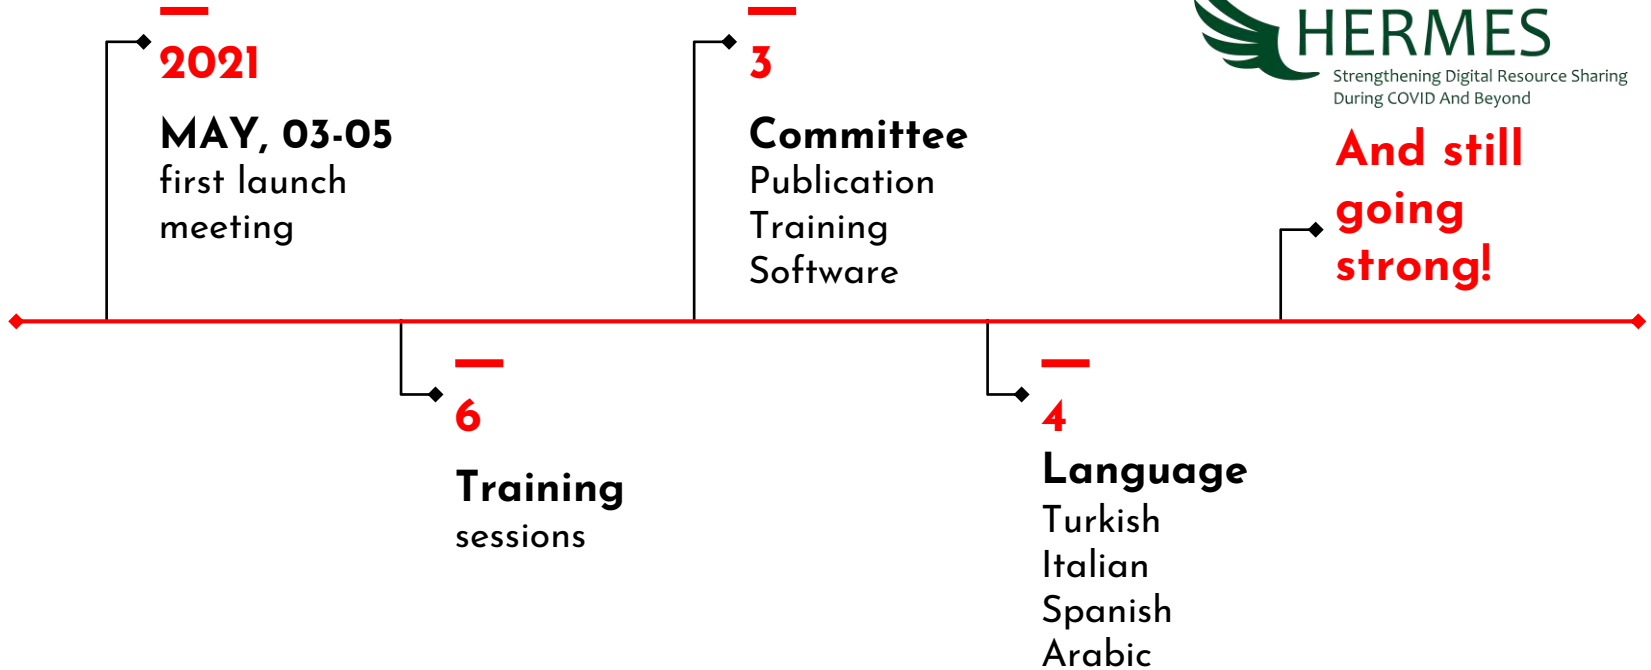 2021
MAY, 03-05
first launch
meeting
6
Training
sessions
3
Committee
Publication
Training
Software
4
Language
Turkish
Italian
Spanish
Arabic
HERMES
Strengthening Digital Resource Sharing
During COVID And Beyond
And still
going
strong!